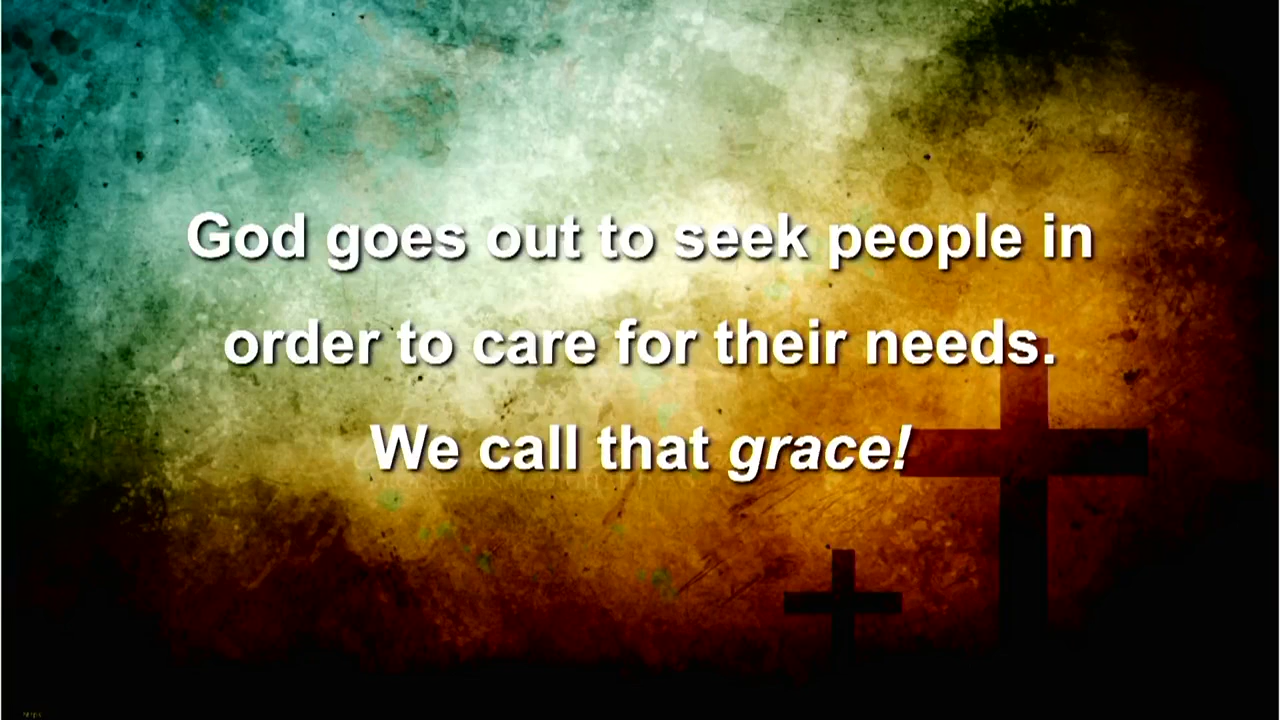 God goes out to seek people in
order to care for their needs.
We call that grace!